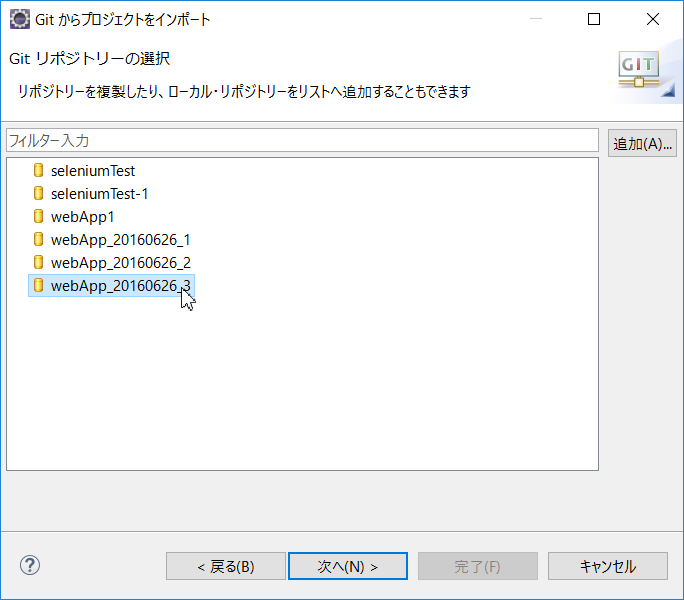 Git からプロジェクトをインポート
Git リポジトリーの選択
リポジトリーを複製したり、ローカル・リポジトリーをリストへ追加することもできます
GIT
フィルター入力
追加(A)...
seleniumTest
seleniumTest-1
webApp1
webApp_20160626_1
webApp_20160626_2
webApp_20160626_3
?
< 戻る(B)
次へ(N) >
完了(F)
キャンセル